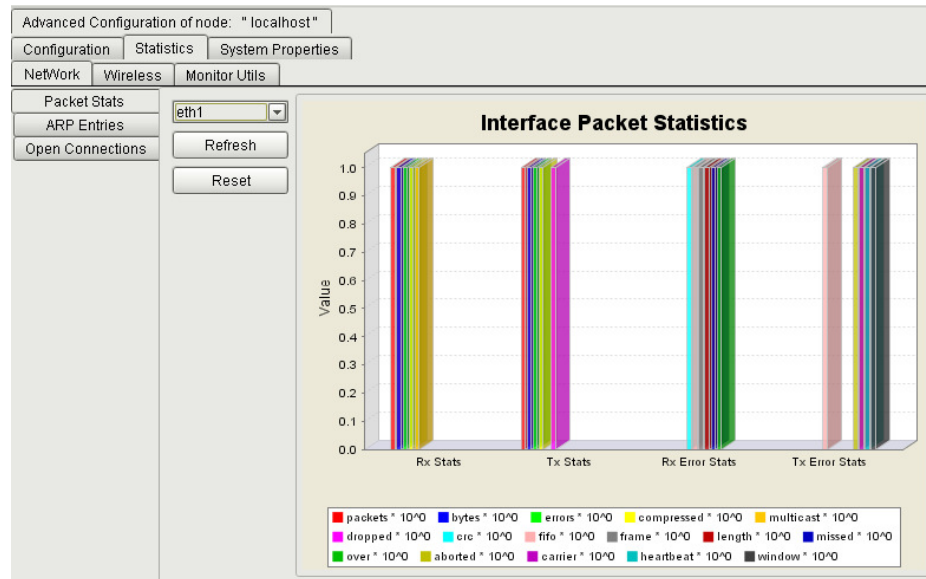 Advanced Configuration of node: "localhost"
Configuration Statistics System Properties
NetWork Wireless Monitor Utils
Packet Stats
ARP Entries
Open Connections
eth1
Refresh
Reset
Interface Packet Statistics
Value
1.0
0.9
0.8
0.7
0.6
0.5
0.4
0.3
0.2
0.1
0.0
Rx Stats Tx Stats Rx Error Stats Tx Error Stats
packets * 10^0 bytes * 10^0 errors * 10^0 compressed * 10^0 multicast * 10^0
dropped * 10^0 crc * 10^0 fifo * 10^0 frame * 10^0 length * 10^0 missed * 10^0
over * 10^0 aborted * 10^0 carrier * 10^0 heartbeat * 10^0 window * 10^0